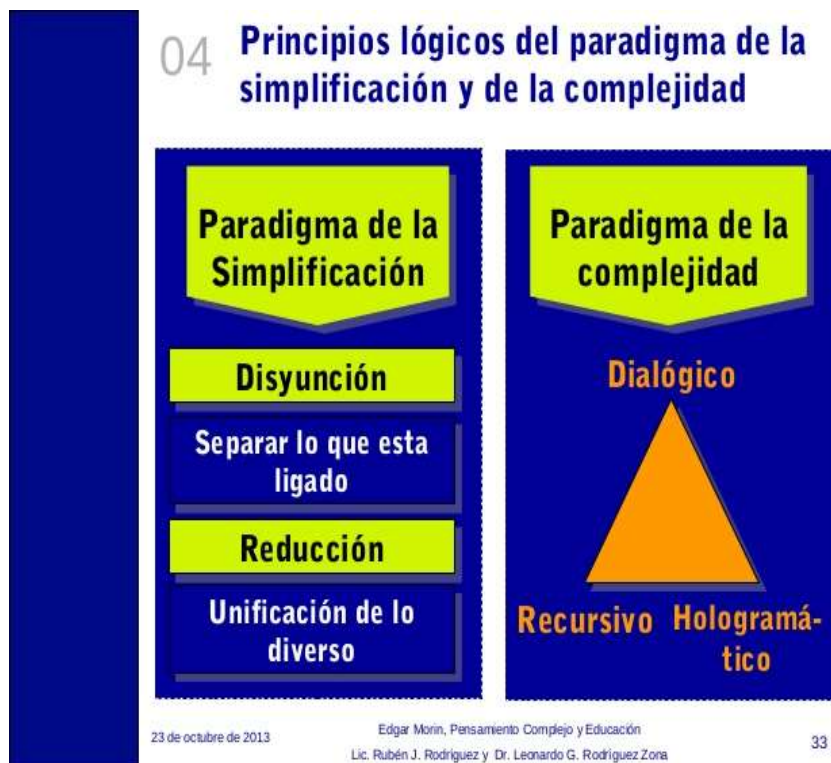 04
Principios lógicos del paradigma de la
simplificación y de la complejidad
Paradigma de la
Simplificación
Disyunción
Separar lo que esta
ligado
Reducción
Unificación de lo
diverso
Paradigma de la
complejidad
Dialógico
Recursivo
Hologramá-
tico
23 de octubre de 2013
Edgar Morin, Pensamiento Complejo y Educación
Lic. Rubén J. Rodriguez y Dr. Leonardo G. Rodriguez Zona
33